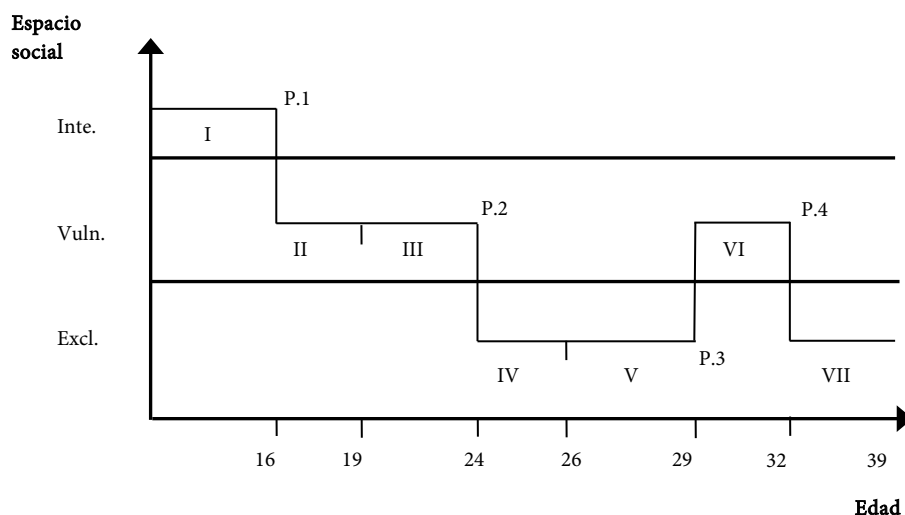 Espacio
social
Inte.
I
P.1
Vuln.
II
III
P.2
VI
P.4
Excl.
IV
V
P.3
VII
16
19
24
26
29
32
39
Edad